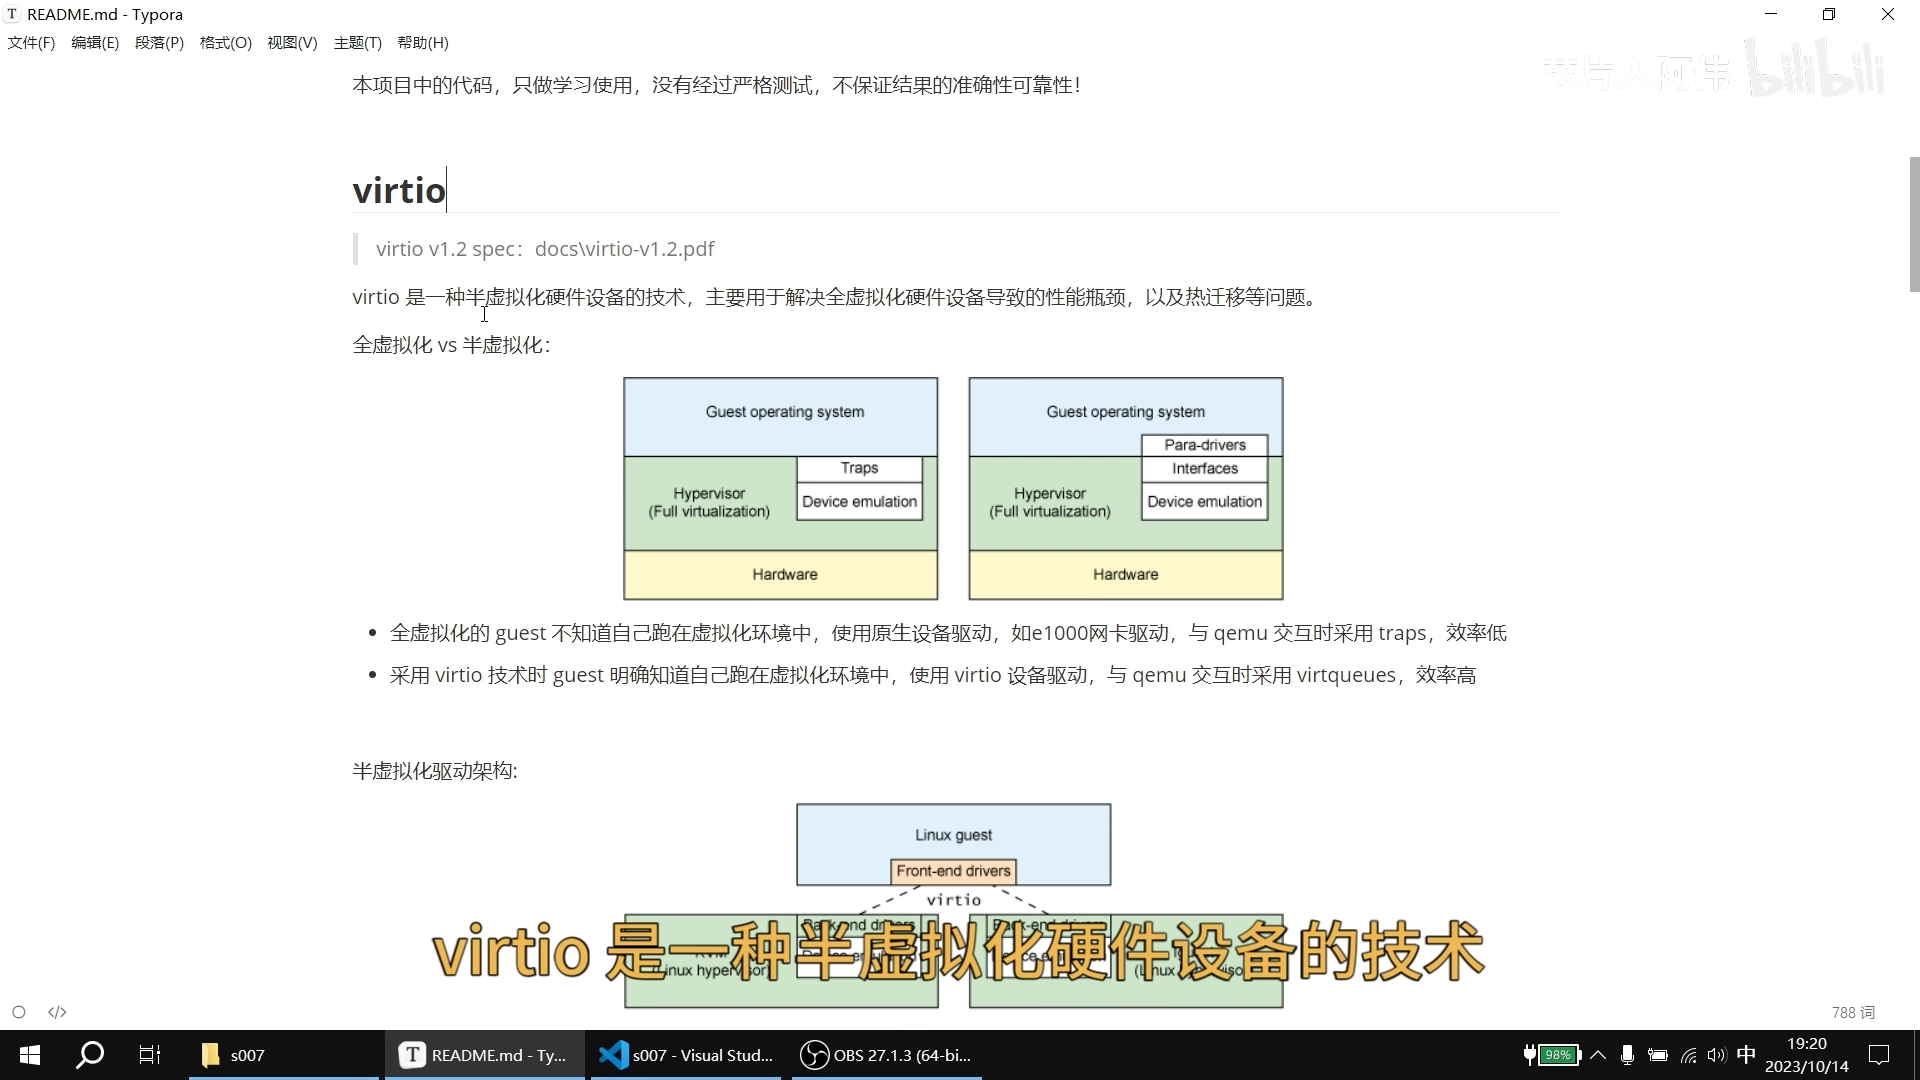 README.md - Typora
文件(F) 编辑(E) 段落(P) 格式(O) 视图(V) 主题(T) 帮助(H)
芯片人阿伟 bilibili
本项目中的代码，只做学习使用，没有经过严格测试，不保证结果的准确性可靠性！
virtio
virtio v1.2 spec：docs\virtio-v1.2.pdf
virtio 是一种半虚拟化硬件设备的技术，主要用于解决全虚拟化硬件设备导致的性能瓶颈，以及热迁移等问题。
全虚拟化 vs 半虚拟化：
Guest operating system
Traps
Hypervisor
(Full virtualization)
Device emulation
Hardware
Guest operating system
Para-drivers
Interfaces
Hypervisor
(Full virtualization)
Device emulation
Hardware
全虚拟化的 guest 不知道自己跑在虚拟化环境中，使用原生设备驱动，如e1000网卡驱动，与 qemu 交互时采用 traps，效率低
采用 virtio 技术时 guest 明确知道自己跑在虚拟化环境中，使用 virtio 设备驱动，与 qemu 交互时采用 virtqueues，效率高
半虚拟化驱动架构:
Linux guest
Front-end drivers
virtio
Back-end drivers
Back-end drivers
(Linux hypervisor)
virtio 是一种半虚拟化硬件设备的技术
788 词
s007
README.md - Ty...
s007 - Visual Stud...
OBS 27.1.3 (64-bi...
98%
中
19:20
2023/10/14